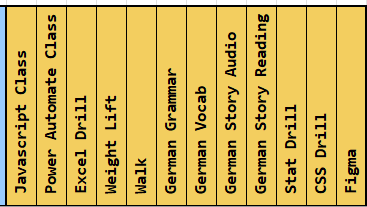 Javascript Class
Power Automate Class
Excel Drill
Weight Lift
Walk
German Grammar
German Vocab
German Story Audio
German Story Reading
Stat Drill
CSS Drill
Figma